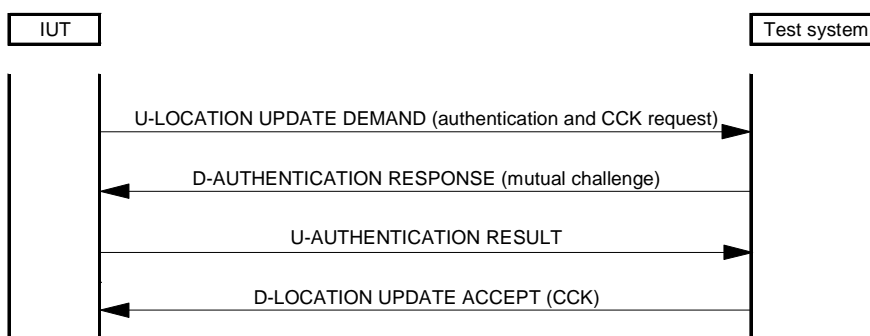 IUT
Test system
U-LOCATION UPDATE DEMAND (authentication and CCK request)
D-AUTHENTICATION RESPONSE (mutual challenge)
U-AUTHENTICATION RESULT
D-LOCATION UPDATE ACCEPT (CCK)